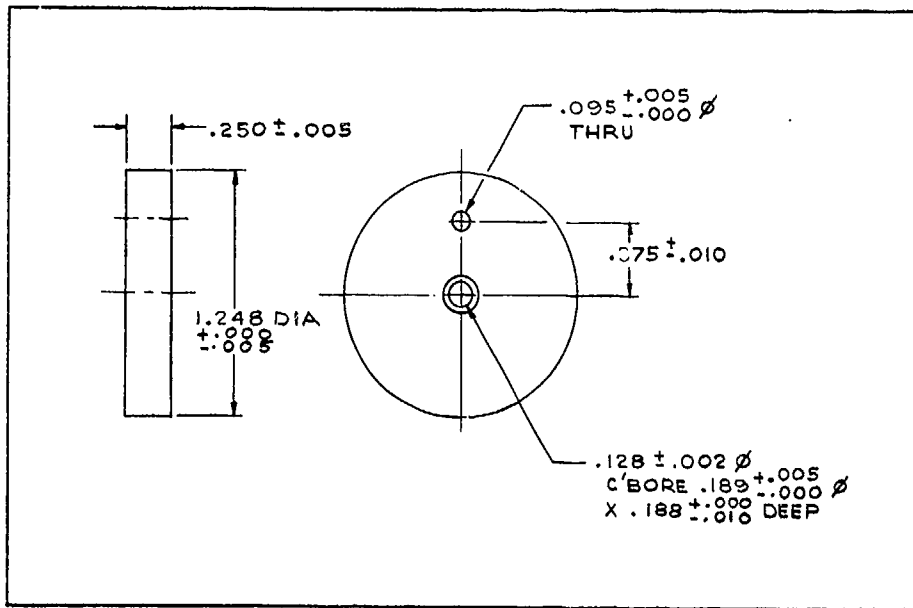 .250 ± .005
.095 +.005
-.000 Ø
THRU
.375 ± .010
1.248 DIA
+.000
-.005
.128 ± .002 Ø
C'BORE .189 +.005
-.000 Ø
X .188 +.000
-.010 DEEP